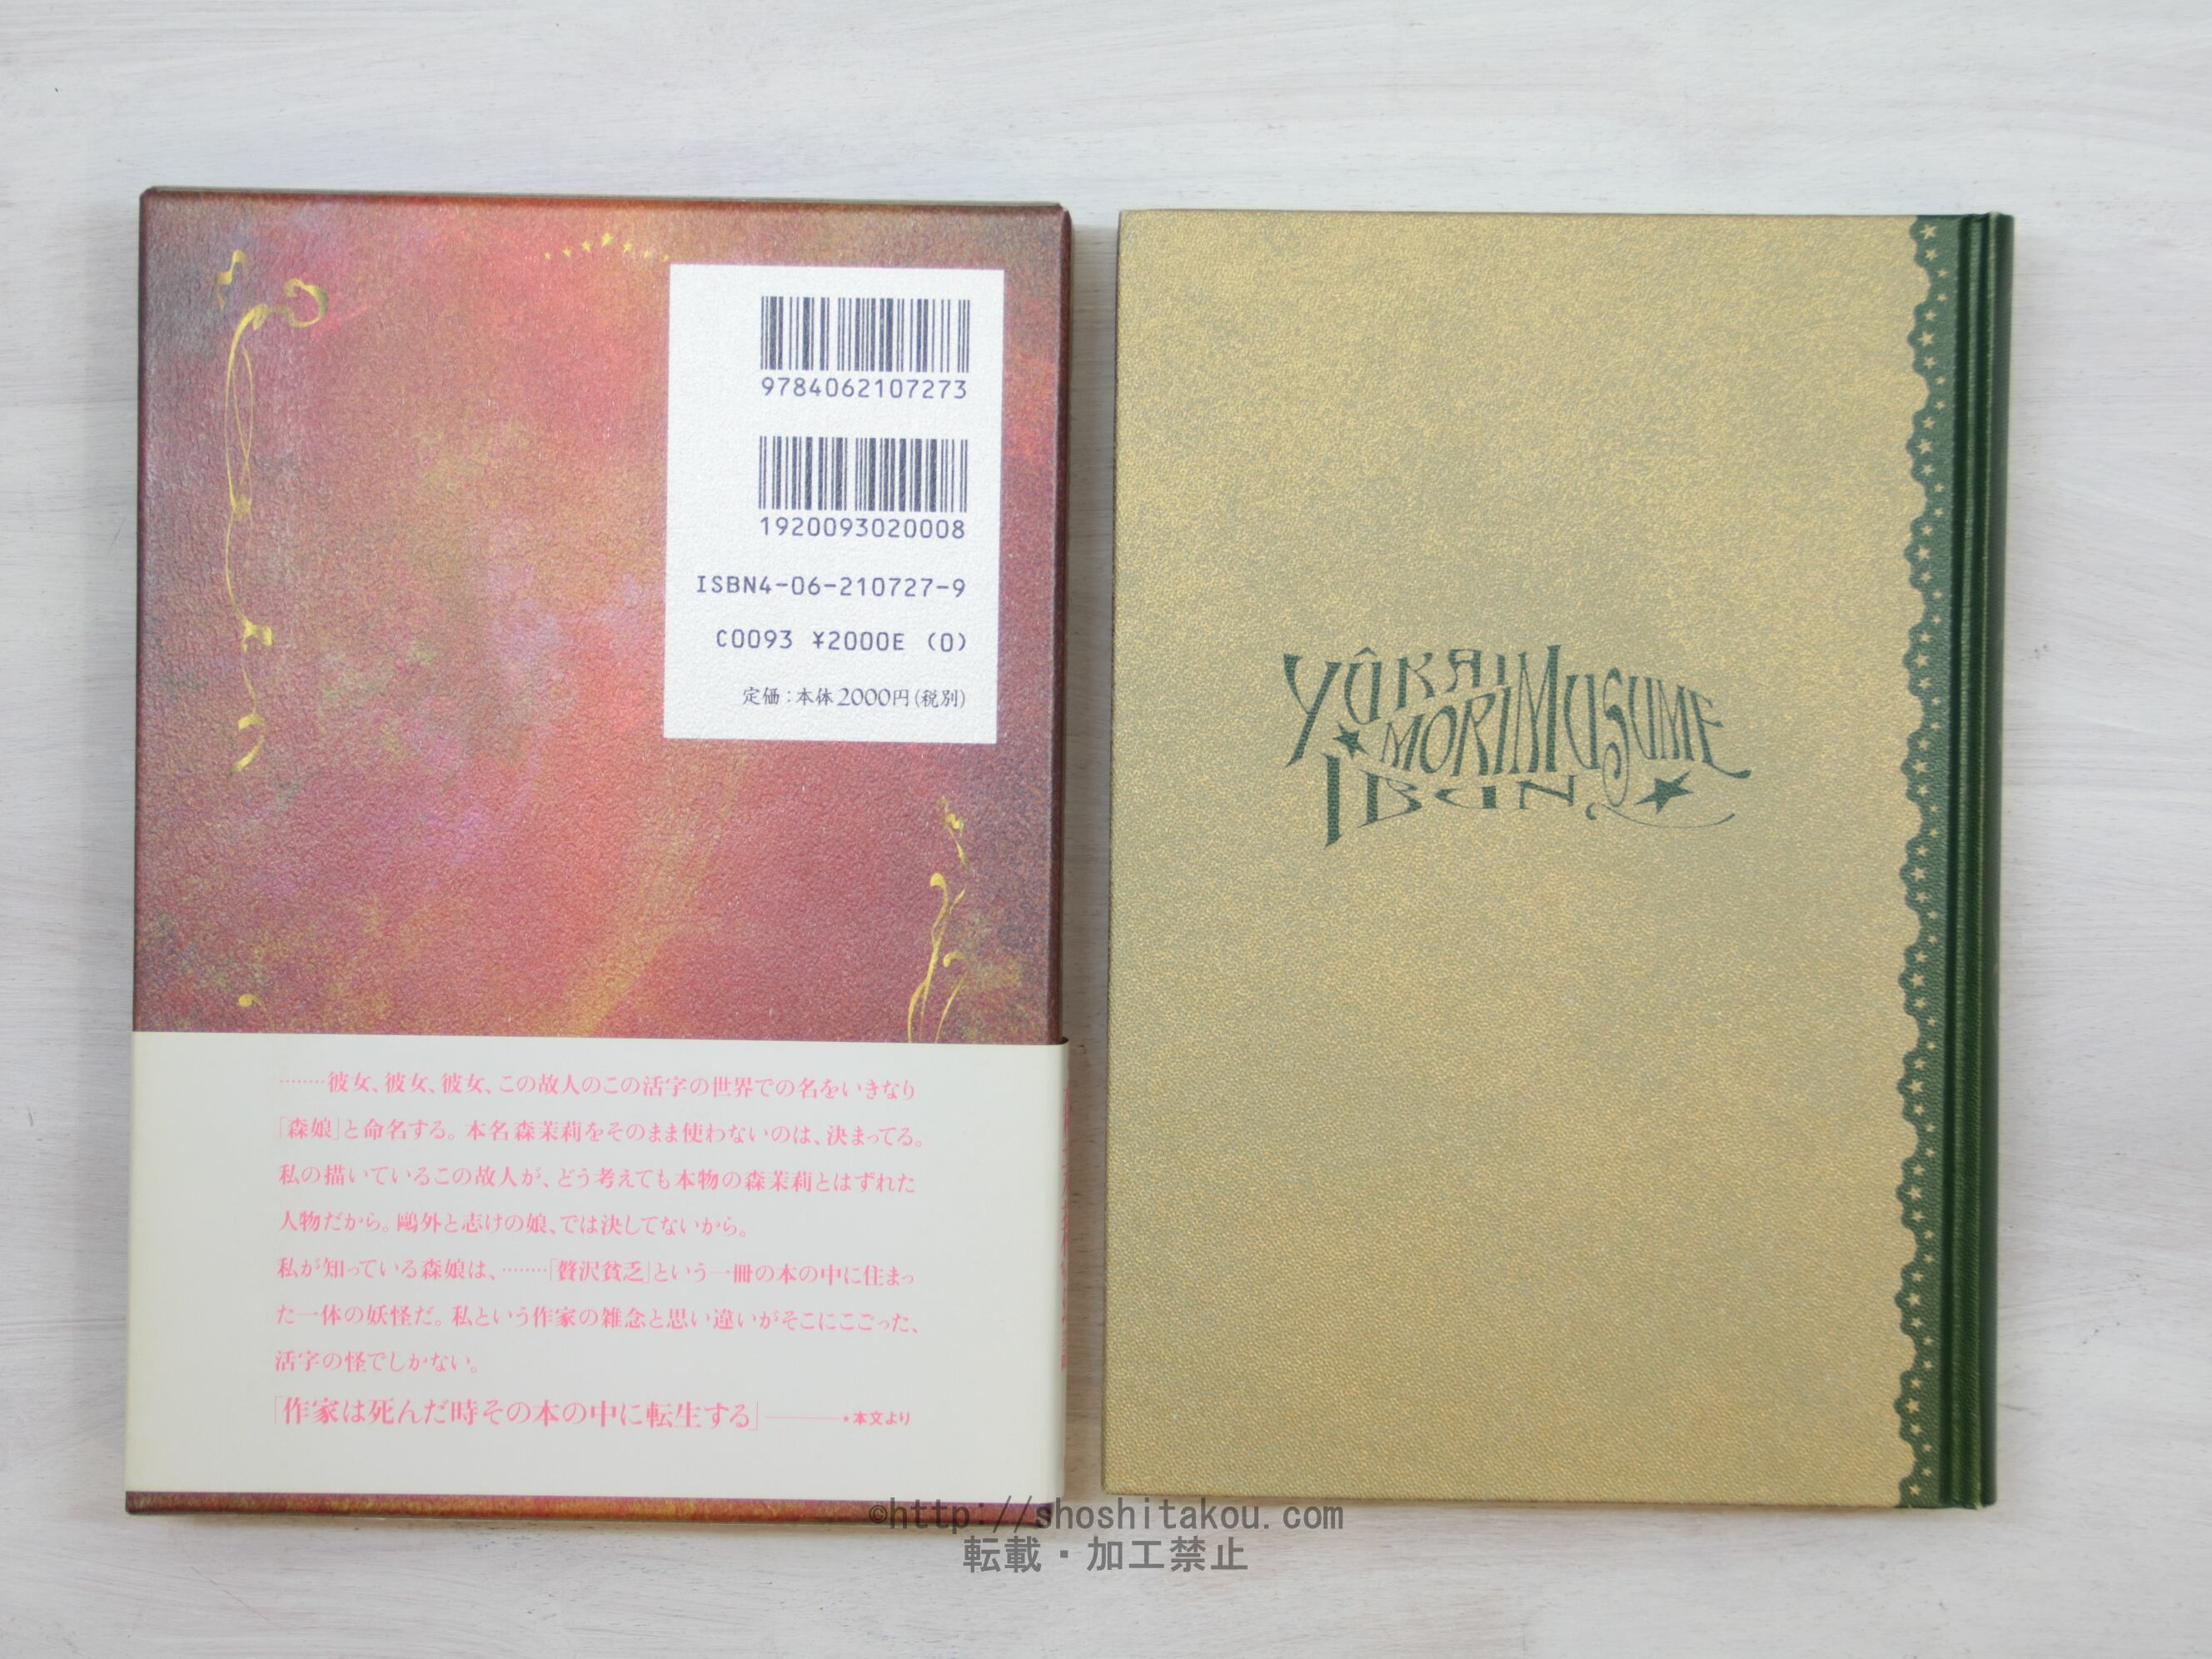 9784062107273
1920093020008
ISBN4-06-210727-9
C0093 ¥2000E (0)
定価：本体2000円(税別)
………彼女、彼女、彼女、この故人のこの活字の世界での名をいきなり
「森娘」と命名する。本名森茉莉をそのまま使わないのは、決まってる。
私の描いているこの故人が、どう考えても本物の森茉莉とはずれた
人物だから。鷗外と志けの娘、では決してないから。
私が知っている森娘は、………「贅沢貧乏」という一冊の本の中に住まっ
た一体の妖怪だ。私という作家の雑念と思い違いがそこにこごった、
活字の怪でしかない。
「作家は死んだ時その本の中に転生する」———★本文より
YÔKAI
MORIMUSUME
IBUN
©http://shoshitakou.com
転載・加工禁止